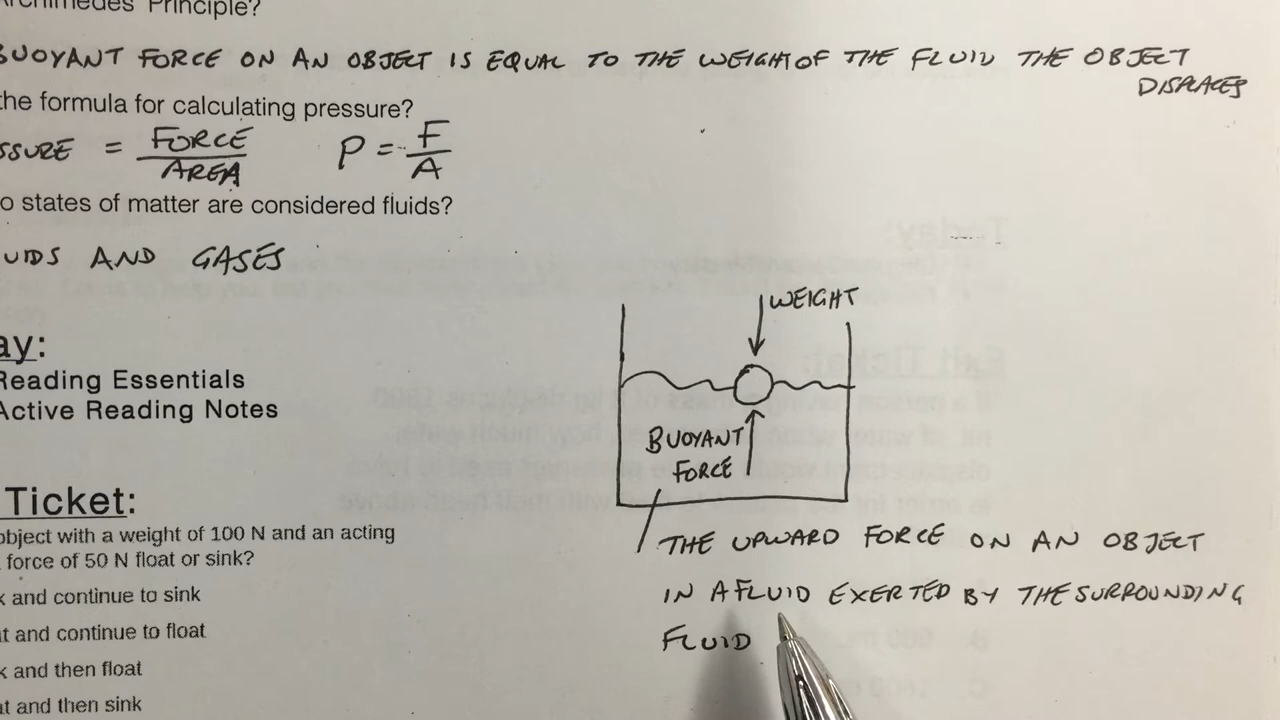 Archimedes' Principle?
BUOYANT FORCE ON AN OBJECT IS EQUAL TO THE WEIGHT OF THE FLUID THE OBJECT
DISPLACES
the formula for calculating pressure?
SSURE = FORCE / AREA P = F / A
o states of matter are considered fluids?
UIDS AND GASES
WEIGHT
BUOYANT
FORCE
ay:
Reading Essentials
Active Reading Notes
Ticket:
object with a weight of 100 N and an acting
force of 50 N float or sink?
k and continue to sink
at and continue to float
k and then float
at and then sink
THE UPWARD FORCE ON AN OBJECT
IN A FLUID EXERTED BY THE SURROUNDING
FLUID
Today:
Exit Ticket: